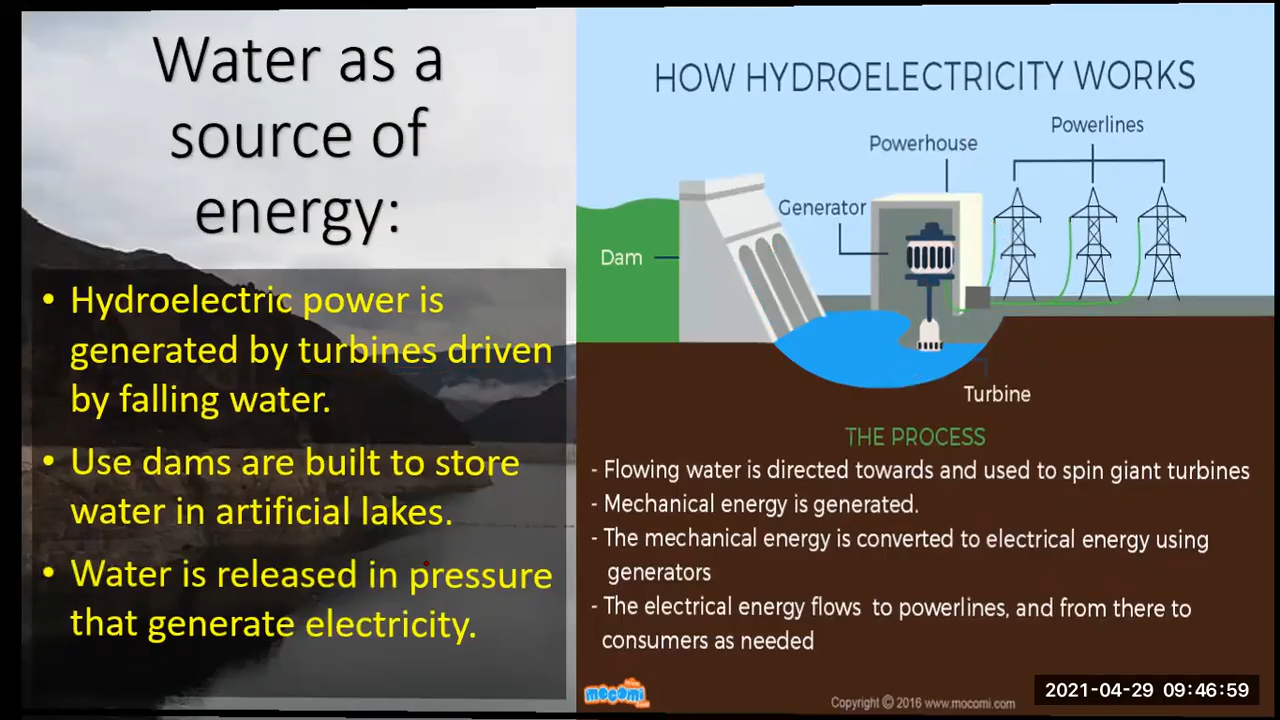 Water as a
source of
energy:
• Hydroelectric power is
generated by turbines driven
by falling water.
• Use dams are built to store
water in artificial lakes.
• Water is released in pressure
that generate electricity.
HOW HYDROELECTRICITY WORKS
Powerlines
Powerhouse
Generator
Dam
Turbine
THE PROCESS
- Flowing water is directed towards and used to spin giant turbines
- Mechanical energy is generated.
- The mechanical energy is converted to electrical energy using
generators
- The electrical energy flows to powerlines, and from there to
consumers as needed
mocomi
Copyright © 2016 www.mocomi.com
2021-04-29 09:46:59